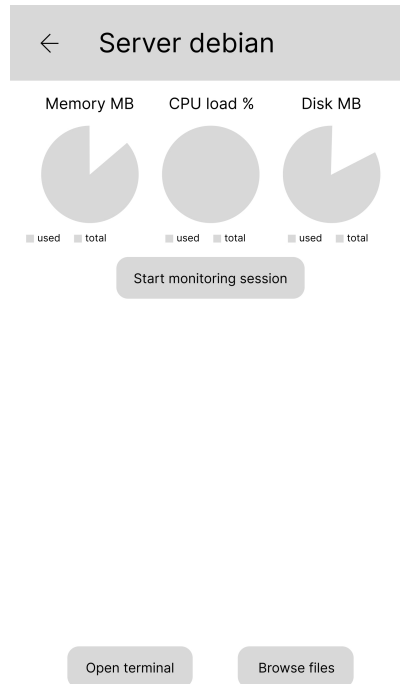 Server debian
Memory MB CPU load % Disk MB
used total used total used total
Start monitoring session
Open terminal Browse files